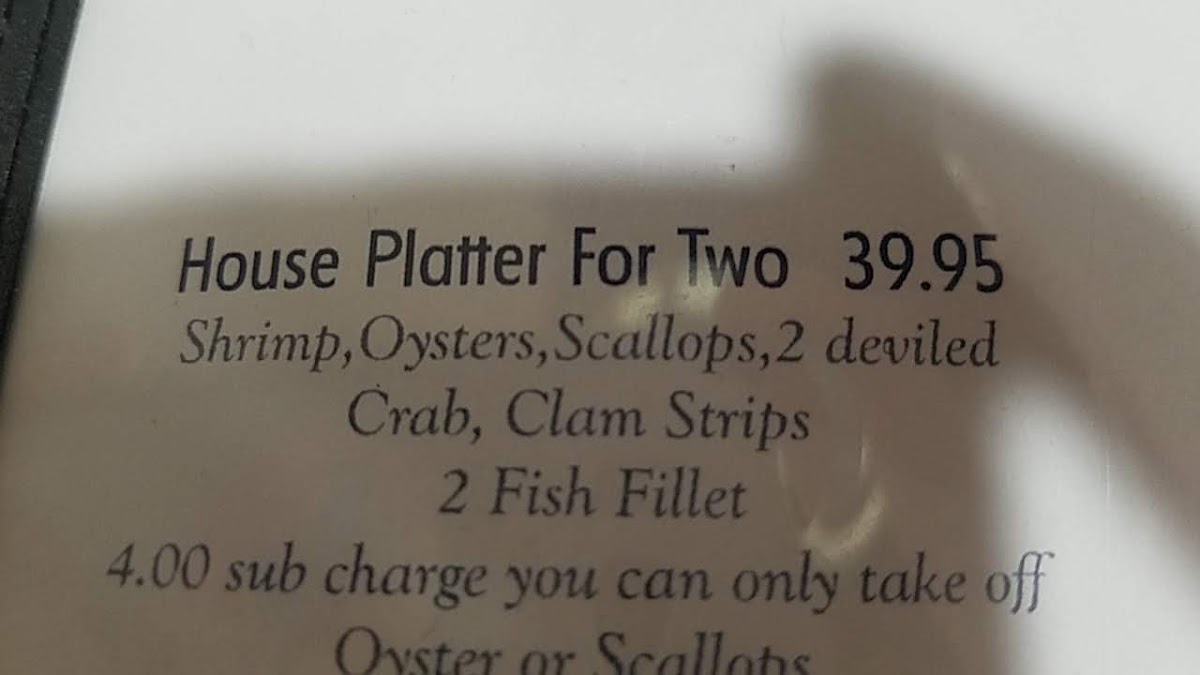 House Platter For Two 39.95
Shrimp,Oysters,Scallops,2 deviled
Crab, Clam Strips
2 Fish Fillet
4.00 sub charge you can only take off
Oyster or Scallops